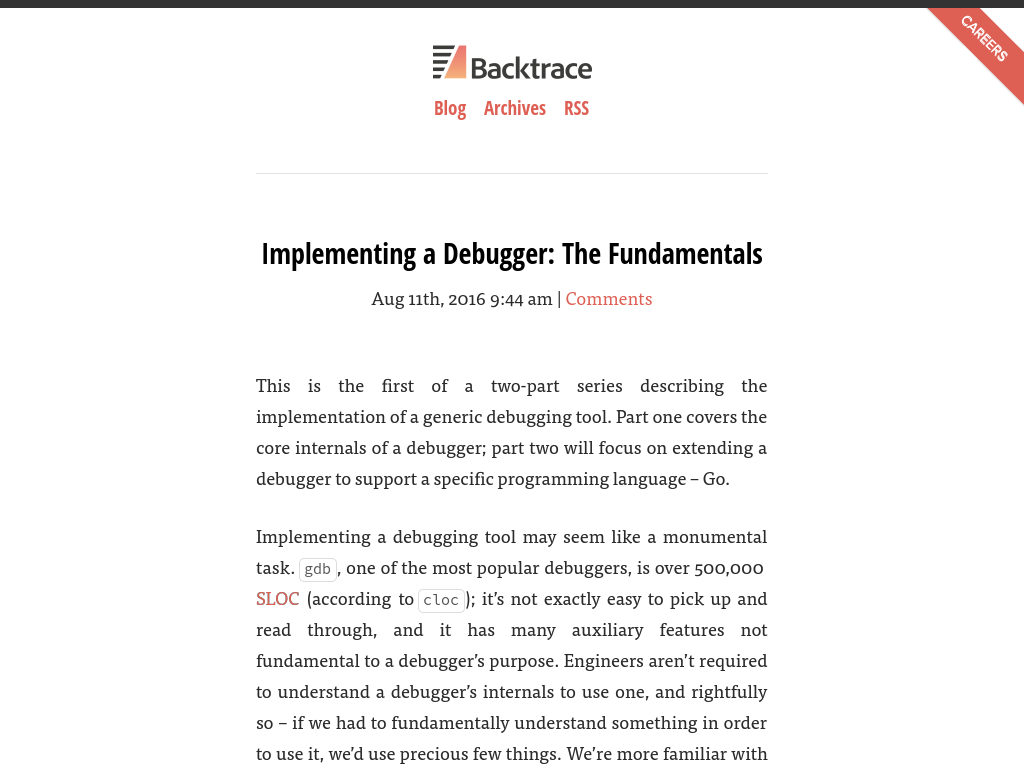 CAREERS
Backtrace
Blog Archives RSS
Implementing a Debugger: The Fundamentals
Aug 11th, 2016 9:44 am | Comments
This is the first of a two-part series describing the
implementation of a generic debugging tool. Part one covers the
core internals of a debugger; part two will focus on extending a
debugger to support a specific programming language – Go.
Implementing a debugging tool may seem like a monumental
task. gdb, one of the most popular debuggers, is over 500,000
SLOC (according to cloc); it’s not exactly easy to pick up and
read through, and it has many auxiliary features not
fundamental to a debugger’s purpose. Engineers aren’t required
to understand a debugger’s internals to use one, and rightfully
so – if we had to fundamentally understand something in order
to use it, we’d use precious few things. We’re more familiar with